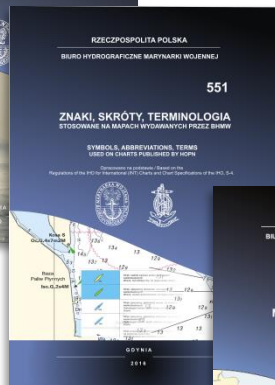 RZECZPOSPOLITA POLSKA
BIURO HYDROGRAFICZNE MARYNARKI WOJENNEJ
551
ZNAKI, SKRÓTY, TERMINOLOGIA
STOSOWANE NA MAPACH WYDAWANYCH PRZEZ BHMW
SYMBOLS, ABBREVIATIONS, TERMS
USED ON CHARTS PUBLISHED BY HOPN
Opracowano na podstawie / Based on the
Regulations of the IHO for International (INT) Charts and Chart Specifications of the IHO, S-4.
GDYNIA
2016